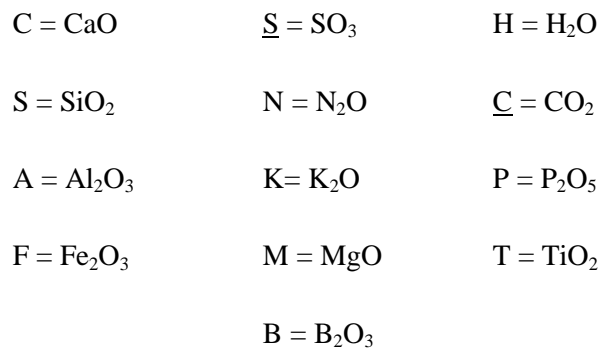 C = CaO S̲ = SO₃ H = H₂O
S = SiO₂ N = N₂O C̲ = CO₂
A = Al₂O₃ K= K₂O P = P₂O₅
F = Fe₂O₃ M = MgO T = TiO₂
B = B₂O₃